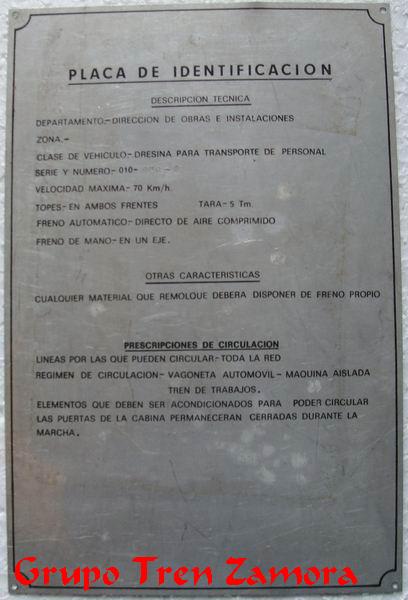 PLACA DE IDENTIFICACION
DESCRIPCION TECNICA
DEPARTAMENTO.-DIRECCION DE OBRAS E INSTALACIONES
ZONA.-
CLASE DE VEHICULO-DRESINA PARA TRANSPORTE DE PERSONAL
SERIE Y NUMERO-010-
VELOCIDAD MAXIMA-70 Km/h.
TOPES-EN AMBOS FRENTES TARA-5 Tm.
FRENO AUTOMATICO-DIRECTO DE AIRE COMPRIMIDO
FRENO DE MANO-EN UN EJE.
OTRAS CARACTERISTICAS
CUALQUIER MATERIAL QUE REMOLQUE DEBERA DISPONER DE FRENO PROPIO
PRESCRIPCIONES DE CIRCULACION
LINEAS POR LAS QUE PUEDEN CIRCULAR-TODA LA RED
REGIMEN DE CIRCULACION-VAGONETA AUTOMOVIL-MAQUINA AISLADA
TREN DE TRABAJOS.
ELEMENTOS QUE DEBEN SER ACONDICIONADOS PARA PODER CIRCULAR
LAS PUERTAS DE LA CABINA PERMANECERAN CERRADAS DURANTE LA
MARCHA.
Grupo Tren Zamora